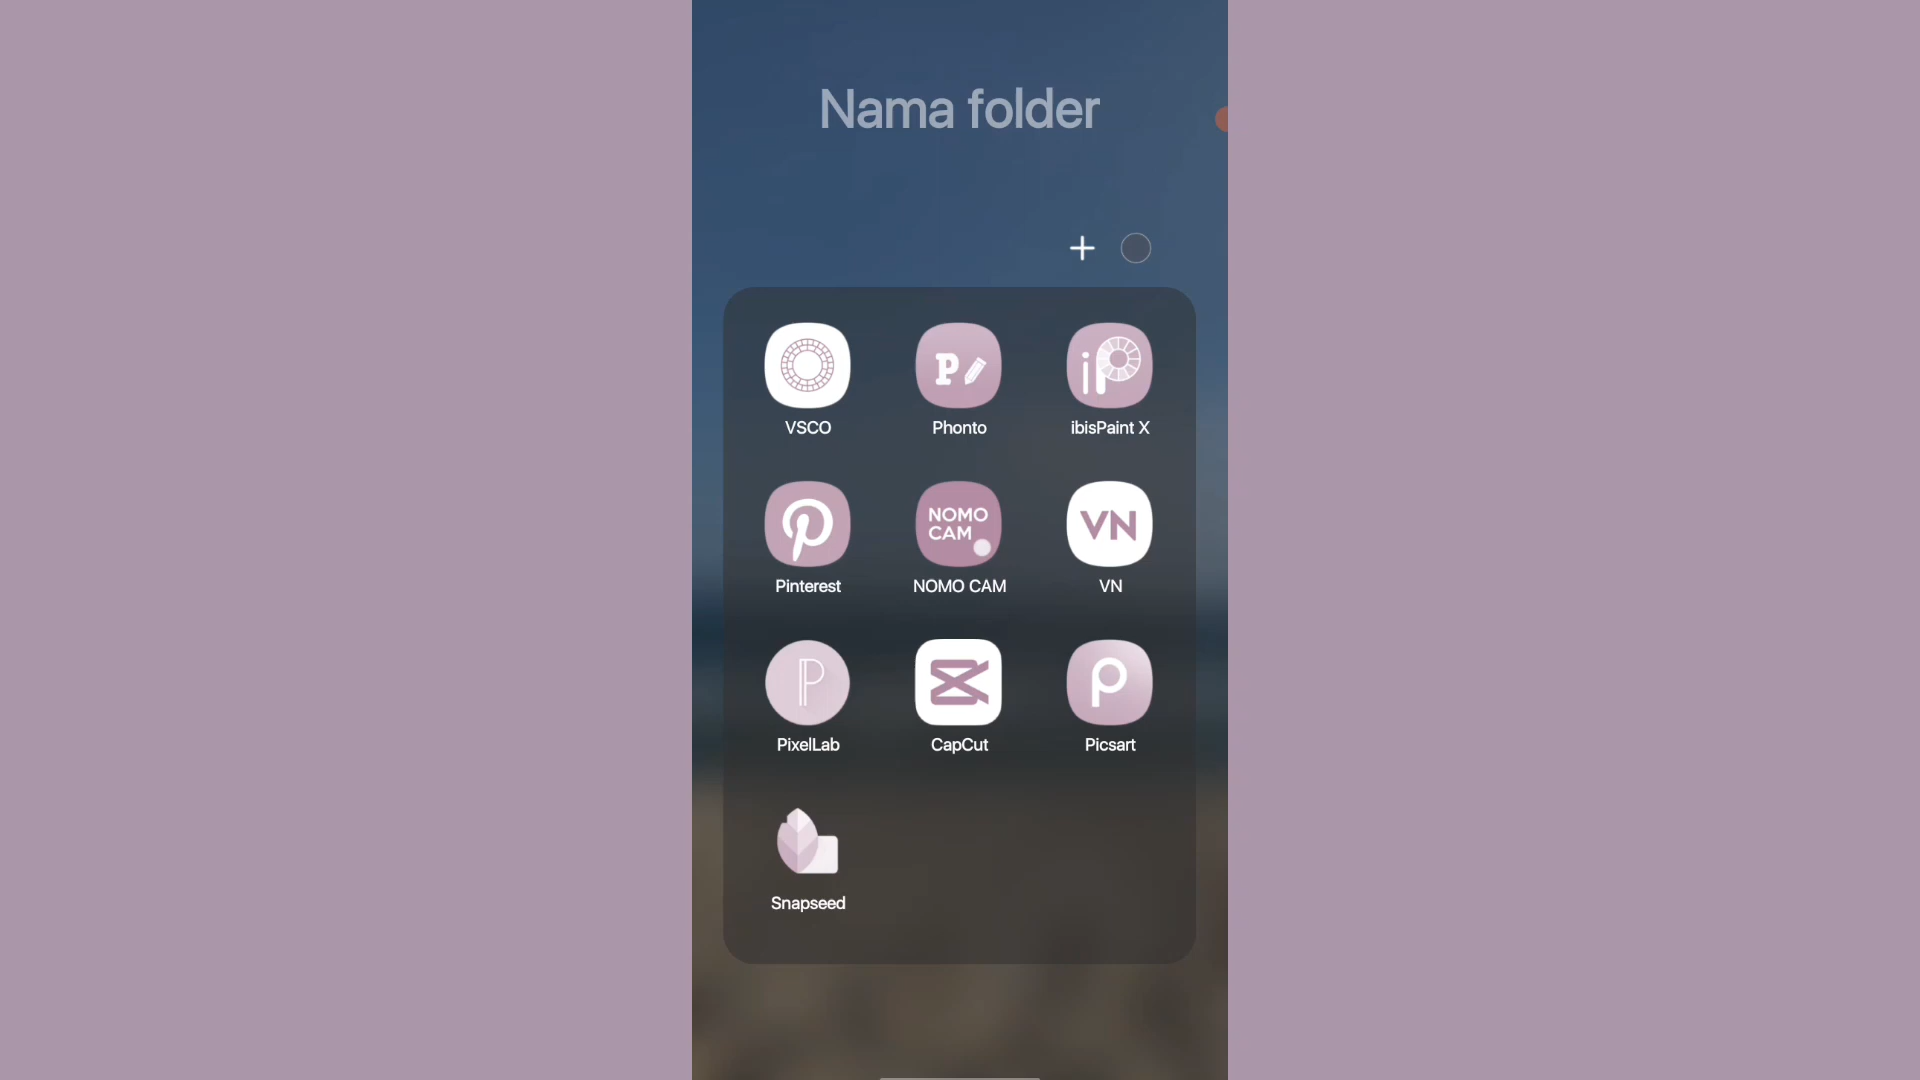 Nama folder
VSCO
Phonto
ibisPaint X
NOMO
CAM
VN
Pinterest
NOMO CAM
VN
PixelLab
CapCut
Picsart
Snapseed